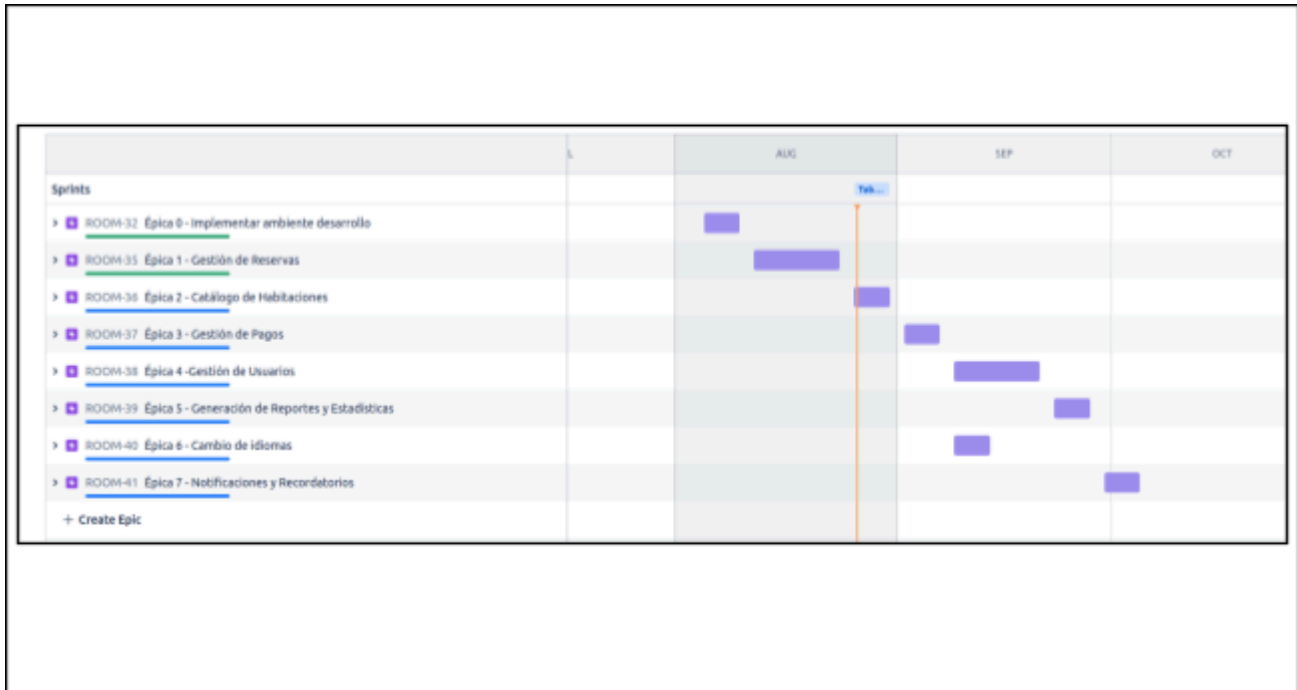 L AUG SEP OCT
Sprints Tab...
ROOM-32 Épica 0 - Implementar ambiente desarrollo
ROOM-35 Épica 1 - Gestión de Reservas
ROOM-36 Épica 2 - Catálogo de Habitaciones
ROOM-37 Épica 3 - Gestión de Pagos
ROOM-38 Épica 4 -Gestión de Usuarios
ROOM-39 Épica 5 - Generación de Reportes y Estadísticas
ROOM-40 Épica 6 - Cambio de idiomas
ROOM-41 Épica 7 - Notificaciones y Recordatorios
+ Create Epic